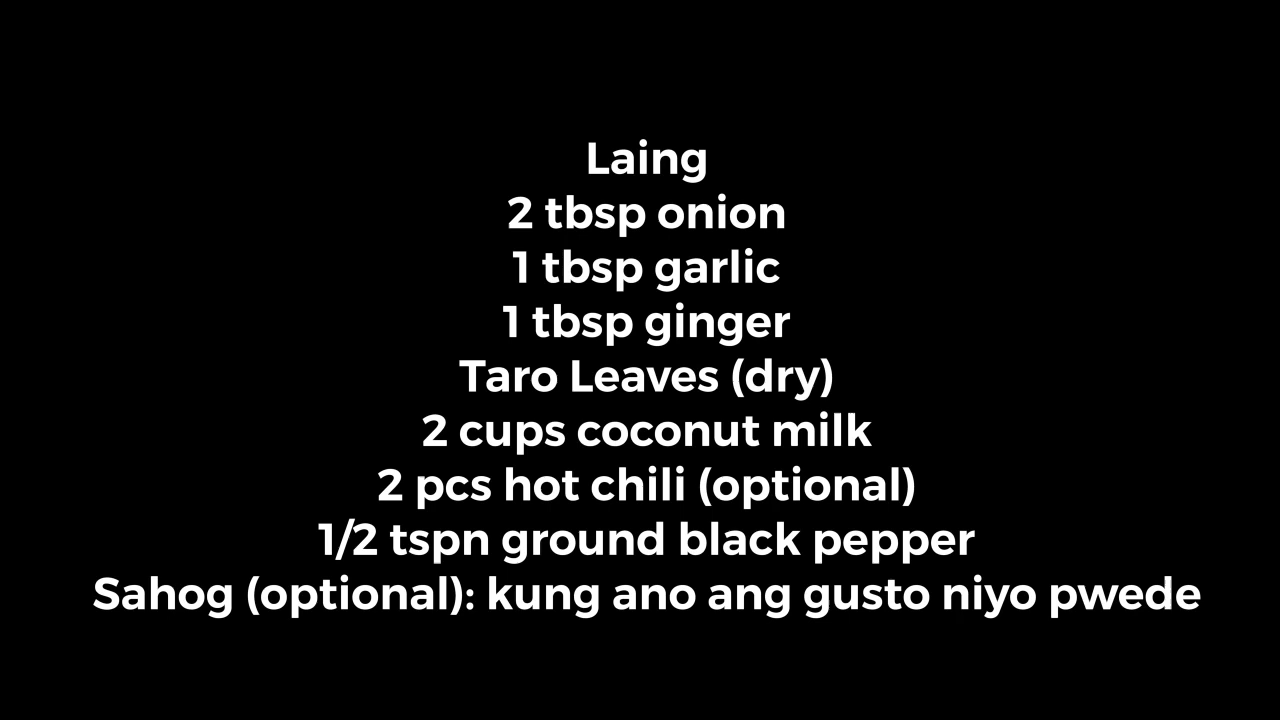 Laing
2 tbsp onion
1 tbsp garlic
1 tbsp ginger
Taro Leaves (dry)
2 cups coconut milk
2 pcs hot chili (optional)
1/2 tspn ground black pepper
Sahog (optional): kung ano ang gusto niyo pwede